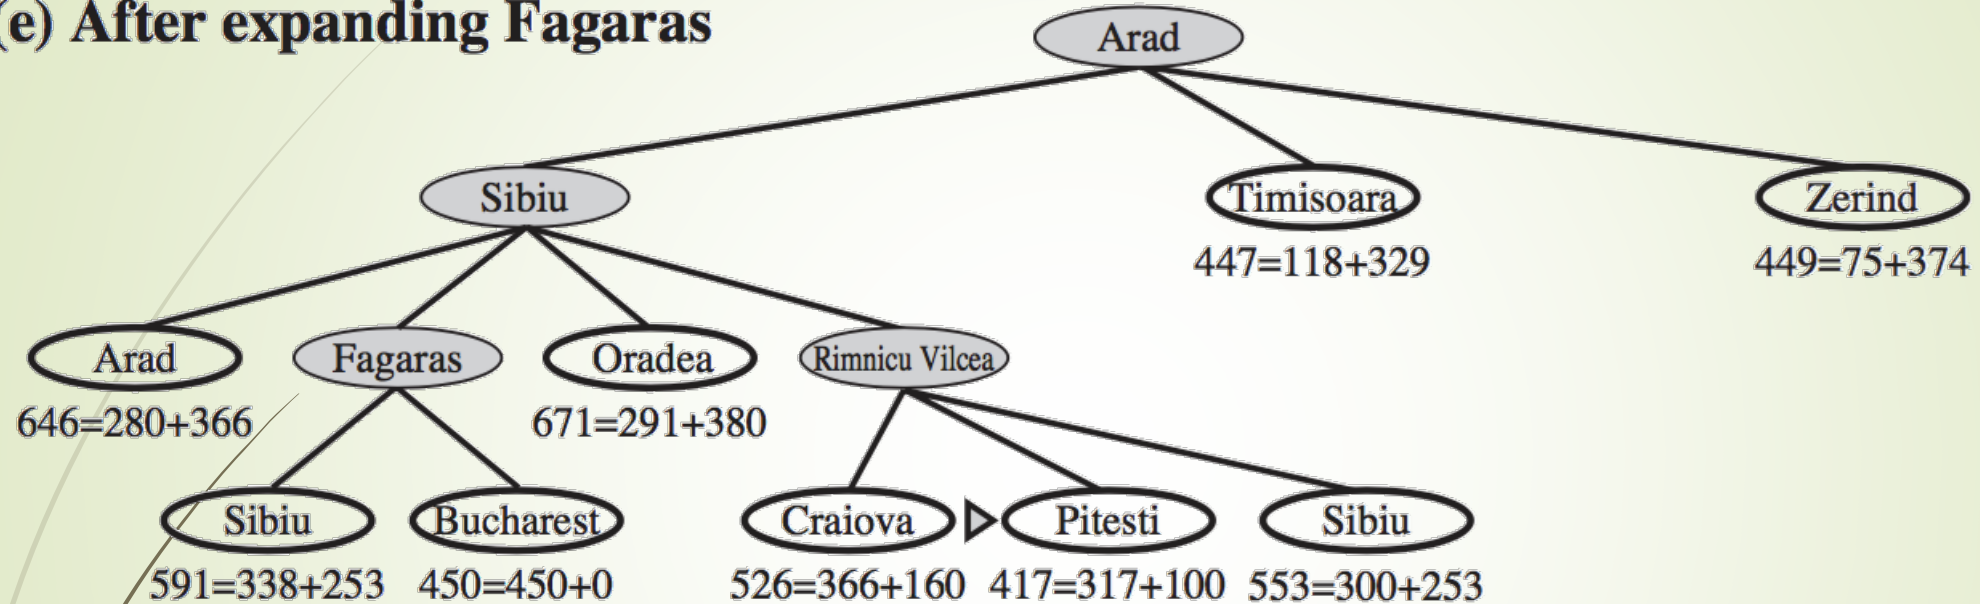 (e) After expanding Fagaras
Arad
Sibiu
Timisoara
Zerind
447=118+329
449=75+374
Arad
Fagaras
Oradea
Rimnicu Vilcea
646=280+366
671=291+380
Sibiu
Bucharest
Craiova
Pitesti
Sibiu
591=338+253
450=450+0
526=366+160
417=317+100
553=300+253